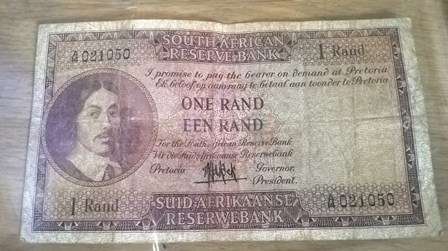 A/4 021050
SOUTH AFRICAN
RESERVE BANK
1 Rand
I promise to pay the bearer on demand at Pretoria
Ek beloof op aanvraag te betaal aan toonder te Pretoria
ONE RAND
EEN RAND
For the South African Reserve Bank
Vir die Suid-Afrikaanse Reserwebank
Pretoria
Governor.
President.
1 Rand
SUID-AFRIKAANSE
RESERWEBANK
021050